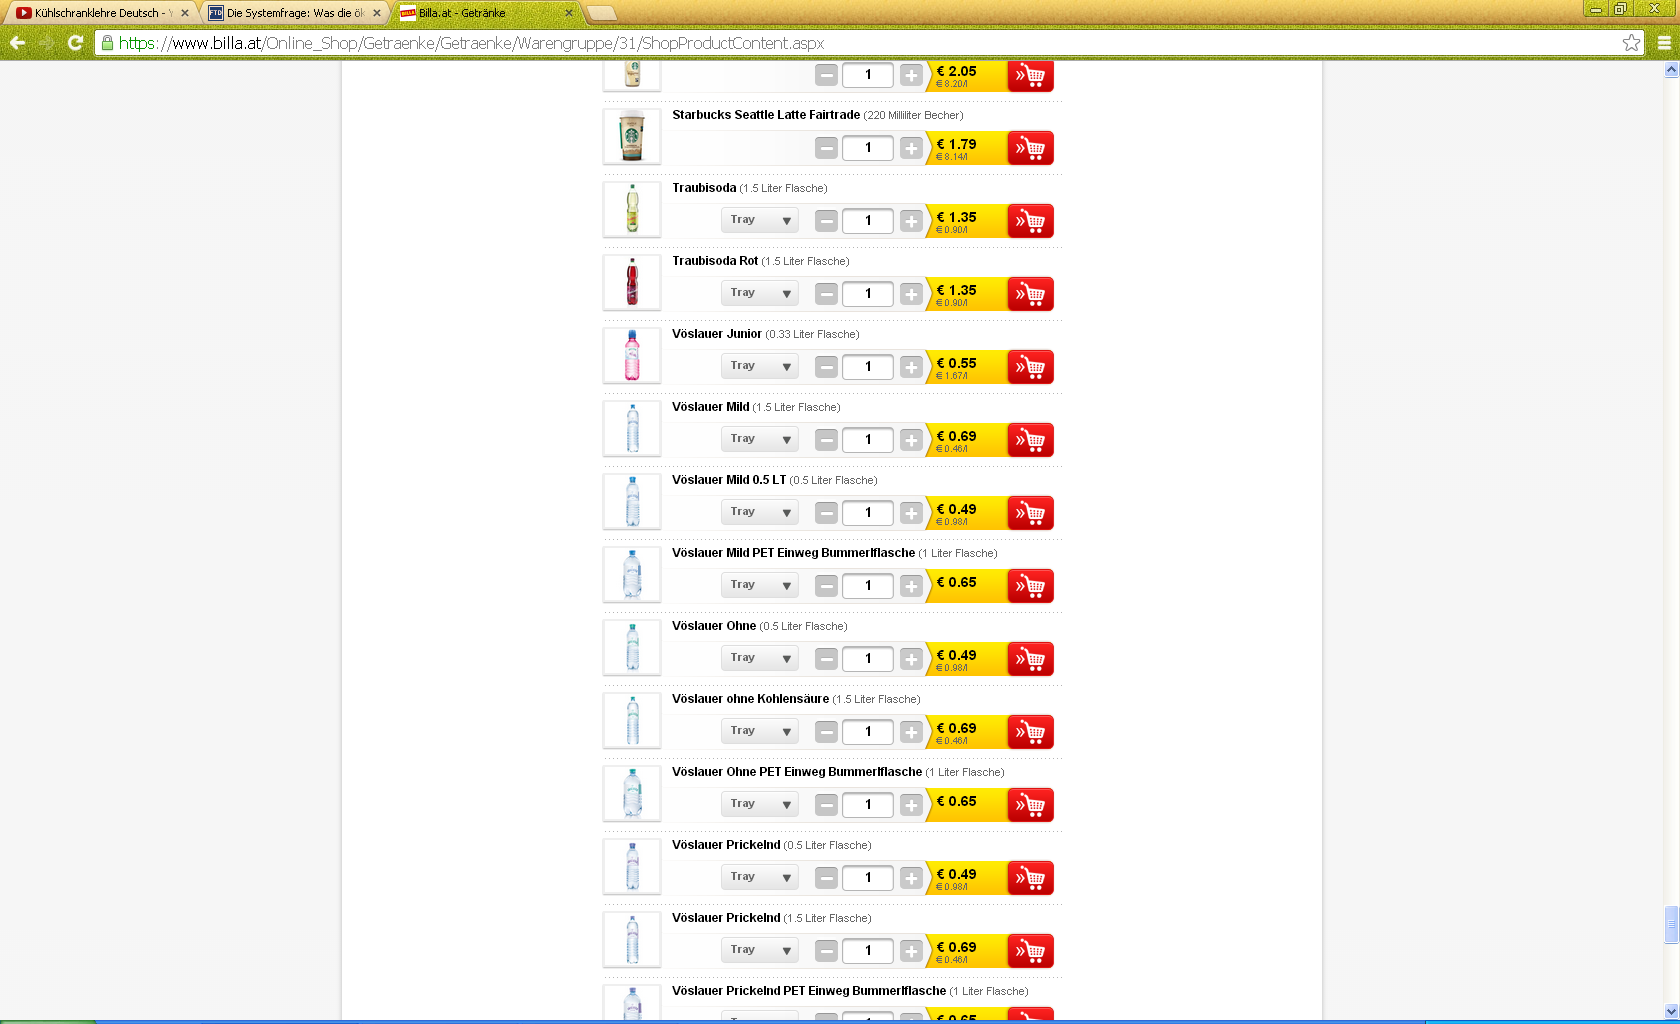 Kühlschranklehre Deutsch - Y
Die Systemfrage: Was die ök
Billa.at - Getränke
https://www.billa.at/Online_Shop/Getraenke/Getraenke/Warengruppe/31/ShopProductContent.aspx
1 € 2.05
€ 8.20/l
Starbucks Seattle Latte Fairtrade (220 Milliliter Becher)
1 € 1.79
€ 8.14/l
Traubisoda (1.5 Liter Flasche)
Tray 1 € 1.35
€ 0.90/l
Traubisoda Rot (1.5 Liter Flasche)
Tray 1 € 1.35
€ 0.90/l
Vöslauer Junior (0.33 Liter Flasche)
Tray 1 € 0.55
€ 1.67/l
Vöslauer Mild (1.5 Liter Flasche)
Tray 1 € 0.69
€ 0.46/l
Vöslauer Mild 0.5 LT (0.5 Liter Flasche)
Tray 1 € 0.49
€ 0.98/l
Vöslauer Mild PET Einweg Bummerlflasche (1 Liter Flasche)
Tray 1 € 0.65
Vöslauer Ohne (0.5 Liter Flasche)
Tray 1 € 0.49
€ 0.98/l
Vöslauer ohne Kohlensäure (1.5 Liter Flasche)
Tray 1 € 0.69
€ 0.46/l
Vöslauer Ohne PET Einweg Bummerlflasche (1 Liter Flasche)
Tray 1 € 0.65
Vöslauer Prickelnd (0.5 Liter Flasche)
Tray 1 € 0.49
€ 0.98/l
Vöslauer Prickelnd (1.5 Liter Flasche)
Tray 1 € 0.69
€ 0.46/l
Vöslauer Prickelnd PET Einweg Bummerlflasche (1 Liter Flasche)
€ 0.65